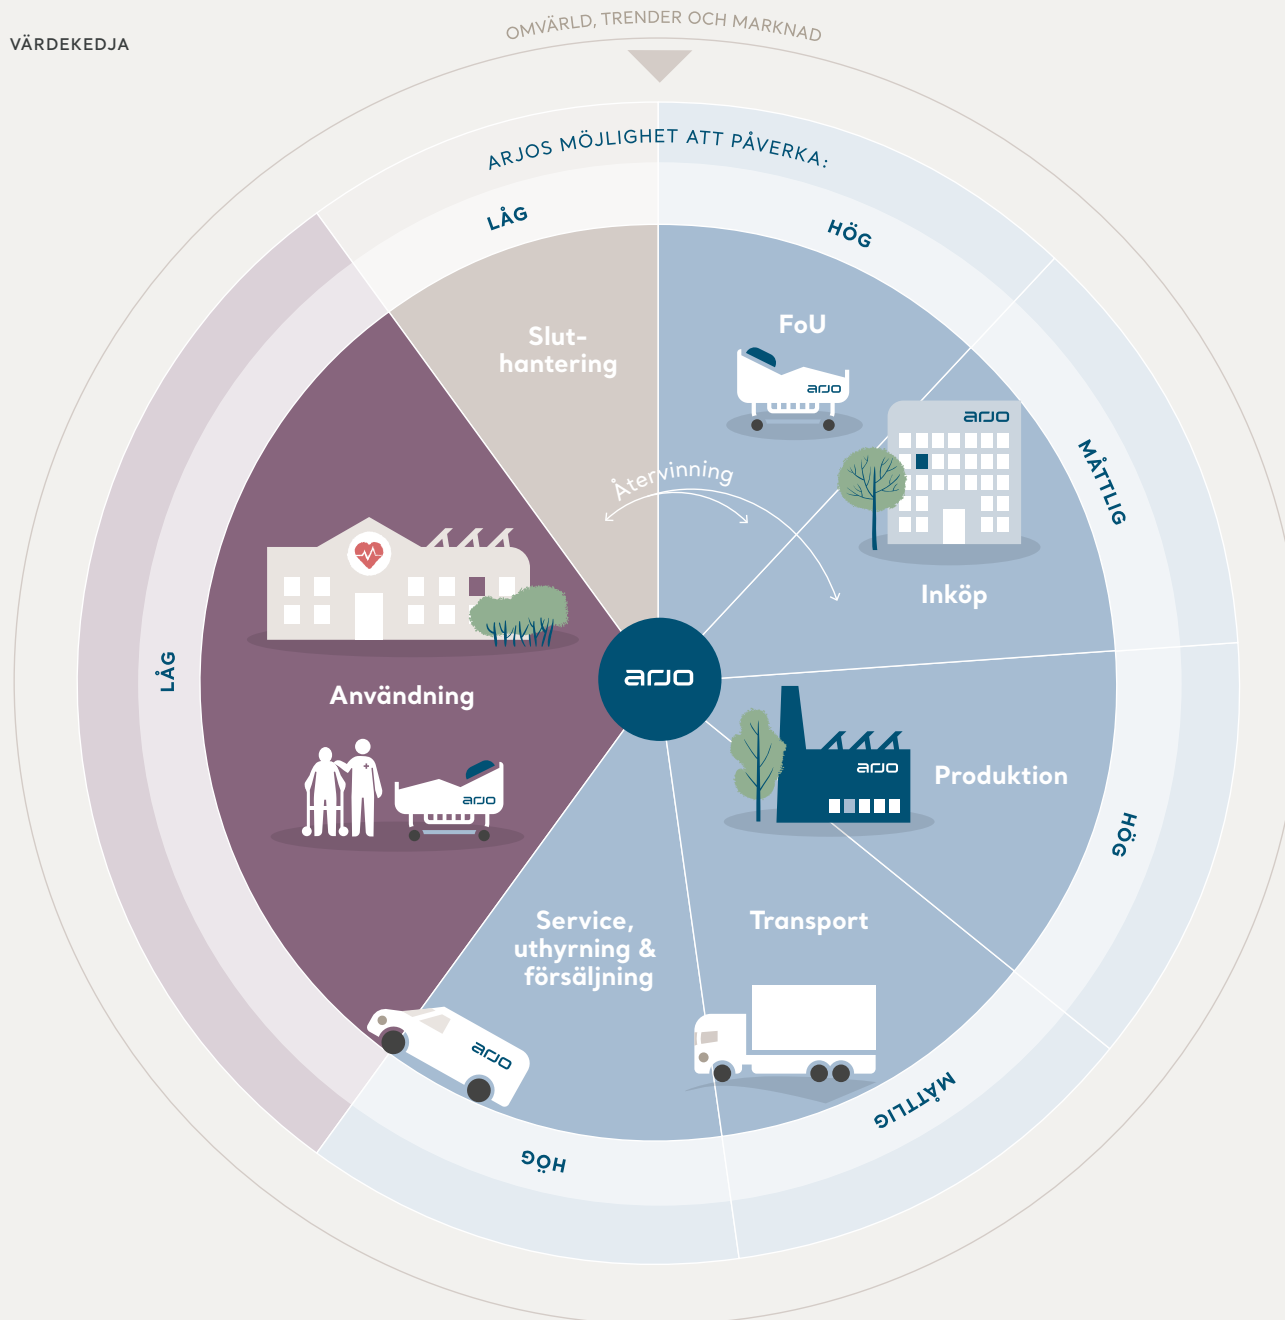 VÄRDEKEDJA
OMVÄRLD, TRENDER OCH MARKNAD
ARJOS MÖJLIGHET ATT PÅVERKA:
LÅG
HÖG
Slut-
hantering
FoU
arjo
arjo
MÅTTLIG
Återvinning
Inköp
LÅG
arjo
Användning
arjo
Produktion
arjo
HÖG
Service,
uthyrning &
försäljning
Transport
arjo
MÅTTLIG
HÖG